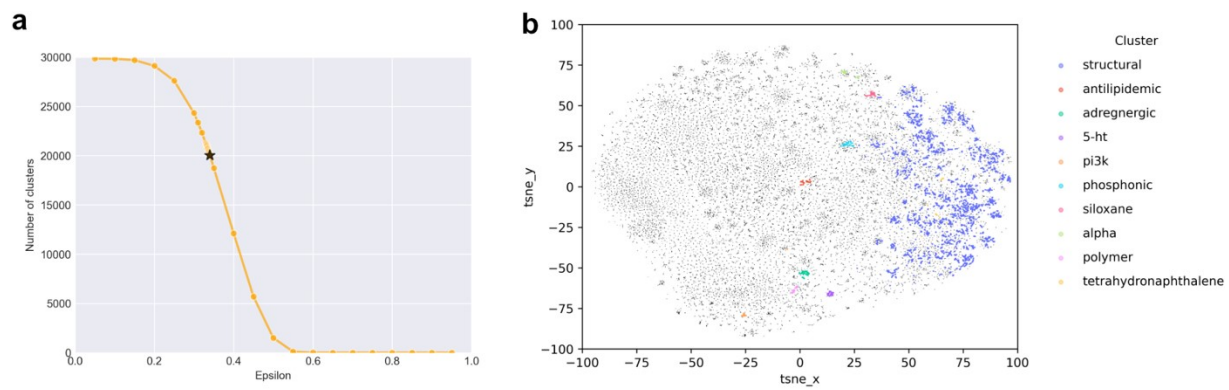 a
Number of clusters
30000
25000
20000
15000
10000
5000
0
0.0 0.2 0.4 0.6 0.8 1.0
Epsilon
b
tsne_y
100
75
50
25
0
−25
−50
−75
−100
−100 −75 −50 −25 0 25 50 75 100
tsne_x
Cluster
structural
antilipidemic
adregnergic
5-ht
pi3k
phosphonic
siloxane
alpha
polymer
tetrahydronaphthalene